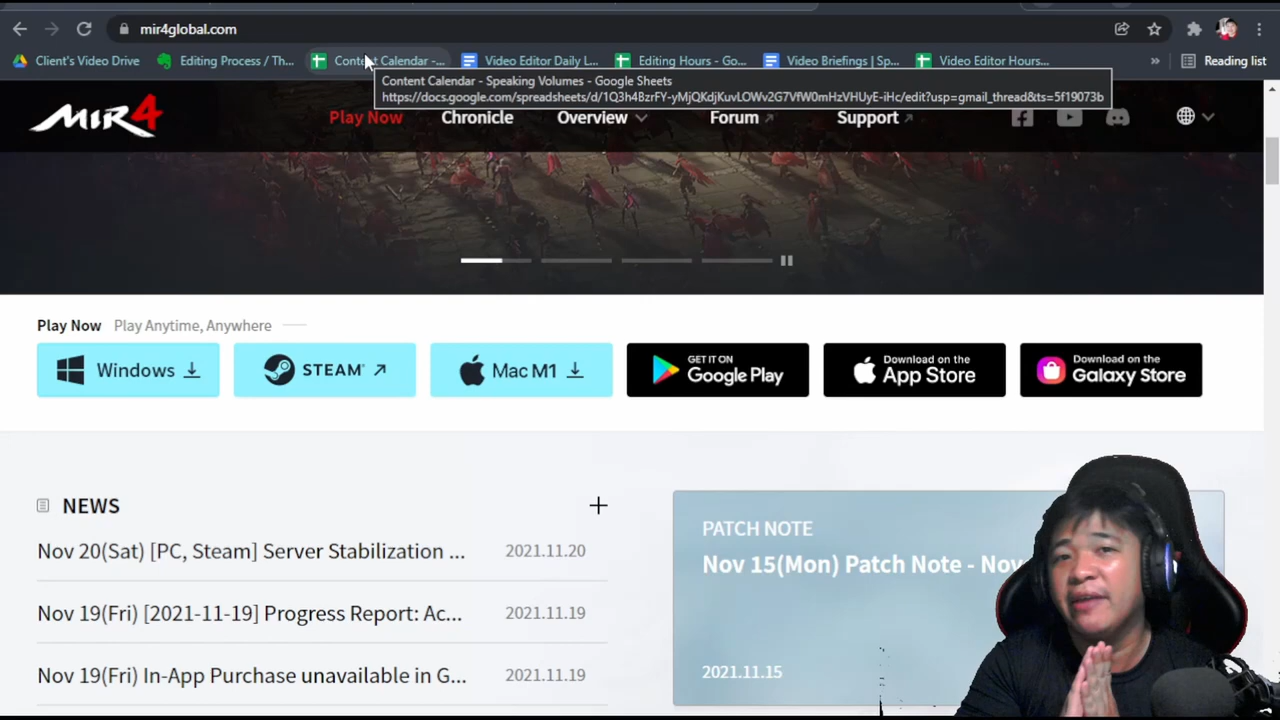 mir4global.com
Client's Video Drive
Editing Process / Th...
Content Calendar -...
Video Editor Daily L...
Editing Hours - Go...
Video Briefings | Sp...
Video Editor Hours...
»
Reading list
Content Calendar - Speaking Volumes - Google Sheets
https://docs.google.com/spreadsheets/d/1Q3h4BzrFY-yMjQKdjKuvLOWv2G7VfW0mHzVHUyE-iHc/edit?usp=gmail_thread&ts=5f19073b
MIR4
Play Now
Chronicle
Overview
Forum
Support
Play Now Play Anytime, Anywhere
Windows
STEAM
Mac M1
GET IT ON
Google Play
Download on the
App Store
Download on the
Galaxy Store
NEWS
Nov 20(Sat) [PC, Steam] Server Stabilization ... 2021.11.20
Nov 19(Fri) [2021-11-19] Progress Report: Ac... 2021.11.19
Nov 19(Fri) In-App Purchase unavailable in G... 2021.11.19
PATCH NOTE
Nov 15(Mon) Patch Note - Nov
2021.11.15